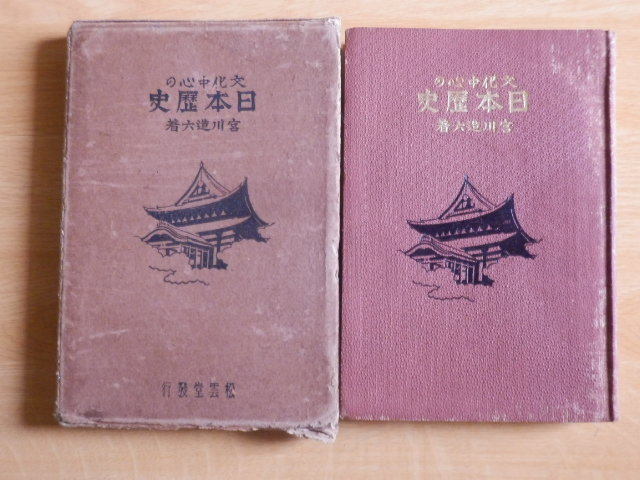 文化中心の
日本歷史
宮川造六著
松雲堂發行
文化中心の
日本歷史
宮川造六著